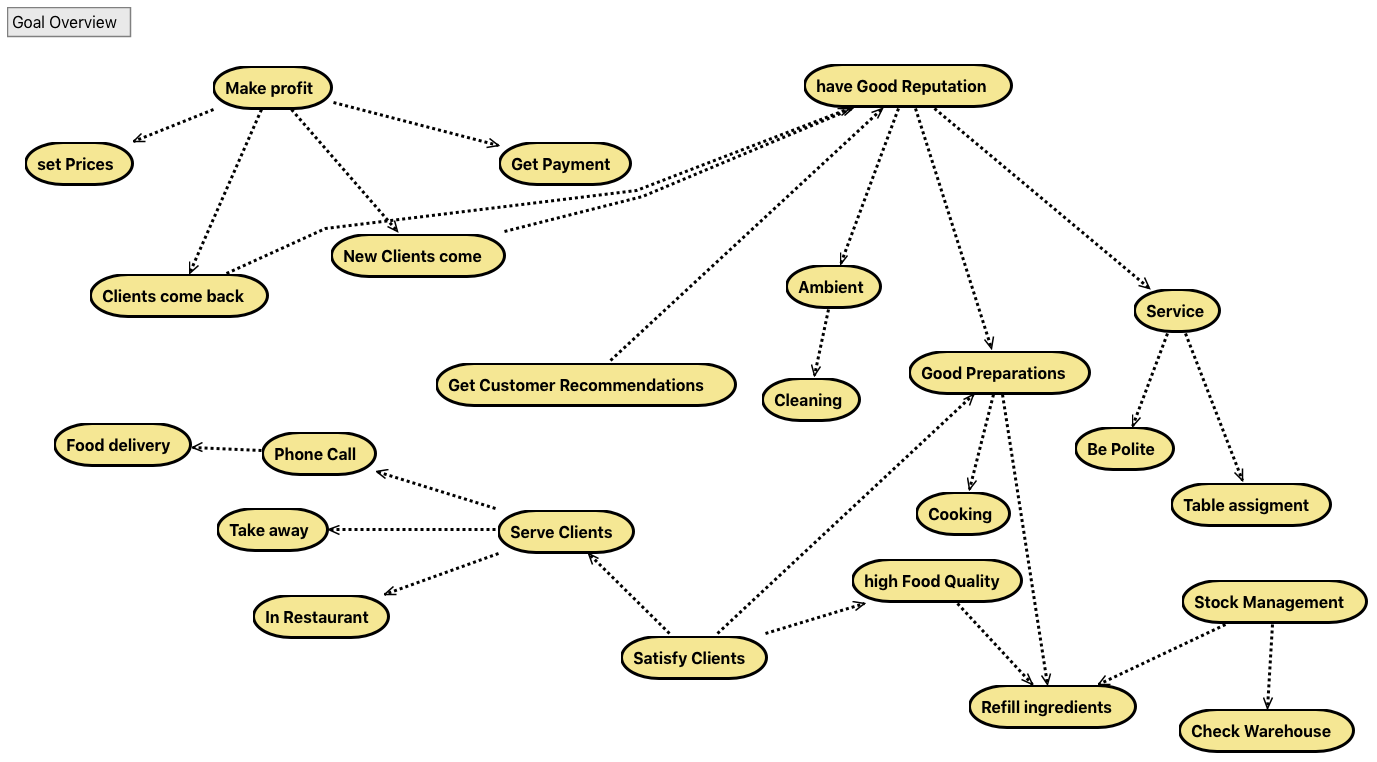 Goal Overview
Make profit
have Good Reputation
set Prices
Get Payment
New Clients come
Clients come back
Ambient
Service
Get Customer Recommendations
Good Preparations
Cleaning
Food delivery
Phone Call
Be Polite
Table assigment
Take away
Serve Clients
Cooking
high Food Quality
In Restaurant
Stock Management
Satisfy Clients
Refill ingredients
Check Warehouse